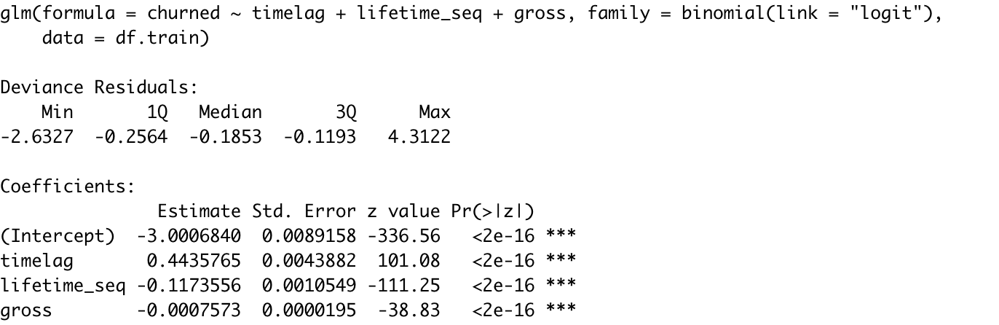 glm(formula = churned ~ timelag + lifetime_seq + gross, family = binomial(link = "logit"),
    data = df.train)

Deviance Residuals:
    Min       1Q   Median       3Q      Max
-2.6327  -0.2564  -0.1853  -0.1193   4.3122

Coefficients:
               Estimate Std. Error z value Pr(>|z|)
(Intercept)  -3.0006840  0.0089158 -336.56   <2e-16 ***
timelag       0.4435765  0.0043882  101.08   <2e-16 ***
lifetime_seq -0.1173556  0.0010549 -111.25   <2e-16 ***
gross        -0.0007573  0.0000195  -38.83   <2e-16 ***